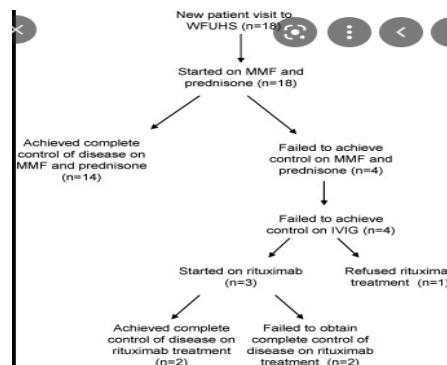 New patient visit to
WFUHS (n=18)
Started on MMF and
prednisone (n=18)
Achieved complete
control of disease on
MMF and prednisone
(n=14)
Failed to achieve
control on MMF and
prednisone (n=4)
Failed to achieve
control on IVIG (n=4)
Started on rituximab
(n=3)
Refused rituxima
treatment (n=1)
Achieved complete
control of disease on
rituximab treatment
(n=2)
Failed to obtain
complete control of
disease on rituximab
treatment (n=2)